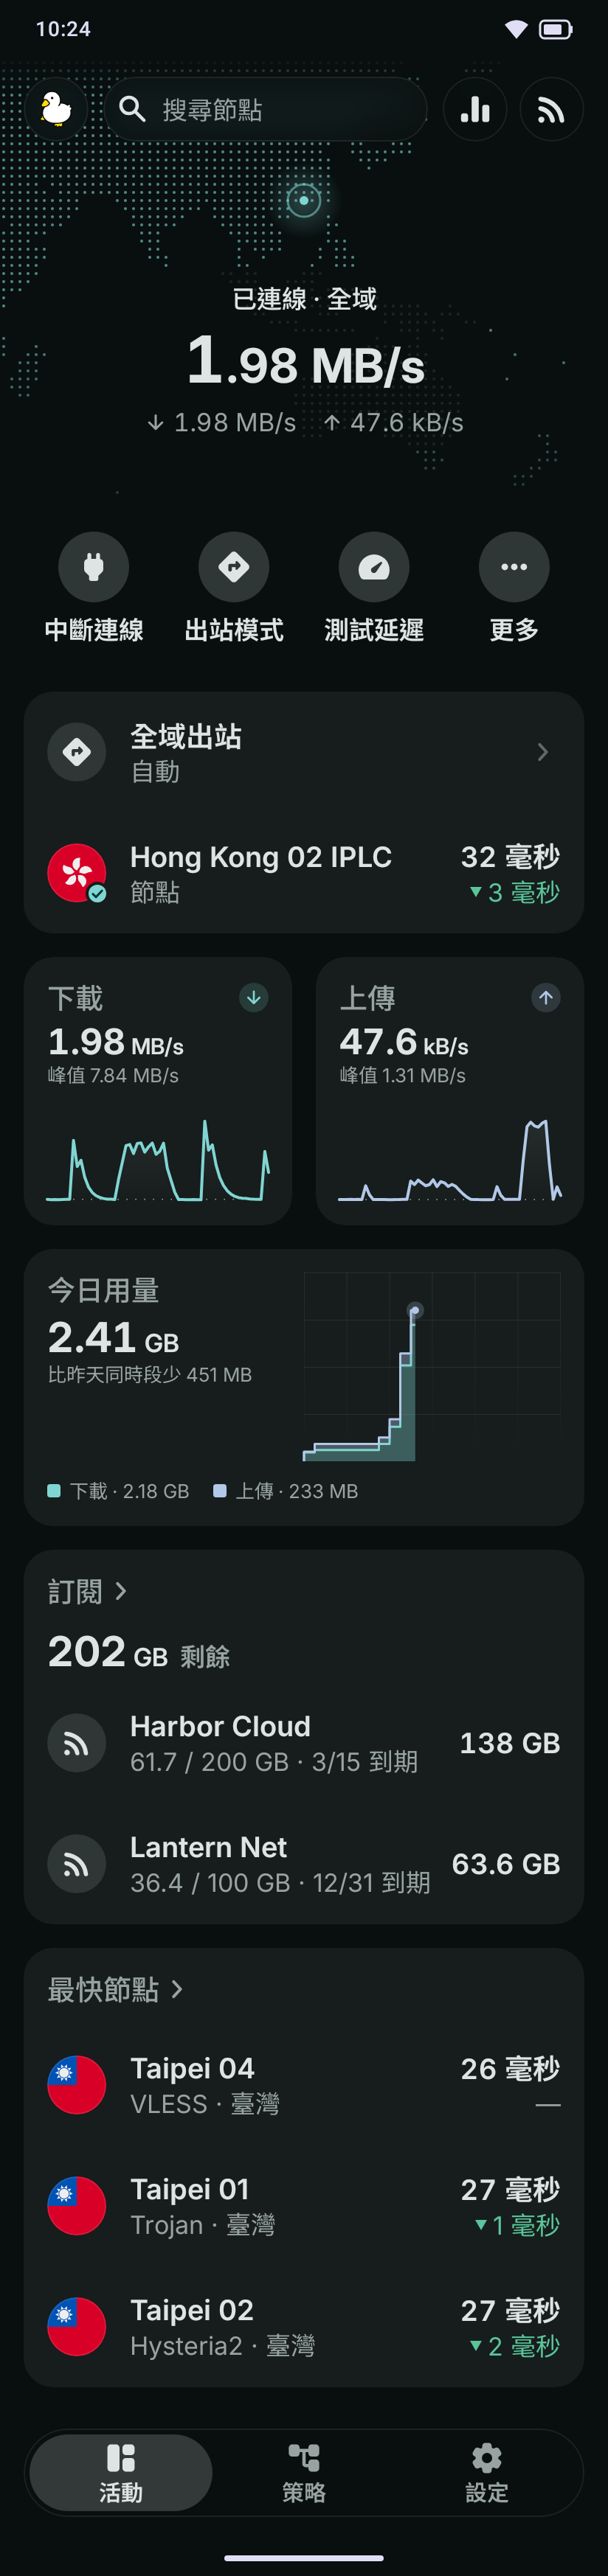 10:24
搜尋節點
已連線 · 全域
1.98 MB/s
↓ 1.98 MB/s ↑ 47.6 kB/s
中斷連線 出站模式 測試延遲 更多
全域出站
自動
Hong Kong 02 IPLC 32 毫秒
節點 ▼3 毫秒
下載
1.98 MB/s
峰值 7.84 MB/s
上傳
47.6 kB/s
峰值 1.31 MB/s
今日用量
2.41 GB
比昨天同時段少 451 MB
下載 · 2.18 GB 上傳 · 233 MB
訂閱
202 GB 剩餘
Harbor Cloud 138 GB
61.7 / 200 GB · 3/15 到期
Lantern Net 63.6 GB
36.4 / 100 GB · 12/31 到期
最快節點
Taipei 04 26 毫秒
VLESS · 臺灣 —
Taipei 01 27 毫秒
Trojan · 臺灣 ▼1 毫秒
Taipei 02 27 毫秒
Hysteria2 · 臺灣 ▼2 毫秒
活動 策略 設定